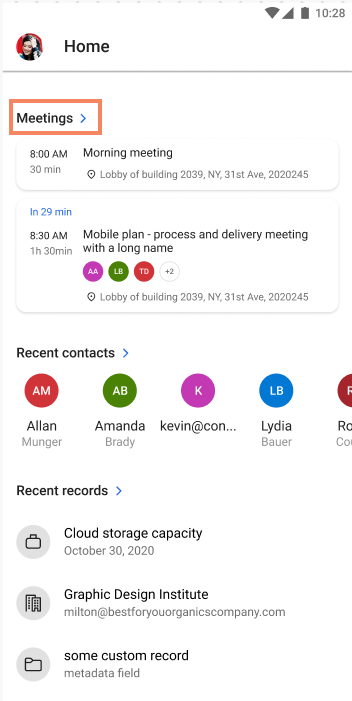 10:28
Home
Meetings
8:00 AM
Morning meeting
30 min
Lobby of building 2039, NY, 31st Ave, 2020245
In 29 min
8:30 AM
Mobile plan - process and delivery meeting
1h 30min
with a long name
AA LB TD +2
Lobby of building 2039, NY, 31st Ave, 2020245
Recent contacts
AM AB K LB R
Allan Amanda kevin@con... Lydia Ro
Munger Brady Bauer Cou
Recent records
Cloud storage capacity
October 30, 2020
Graphic Design Institute
milton@bestforyouorganicscompany.com
some custom record
metadata field